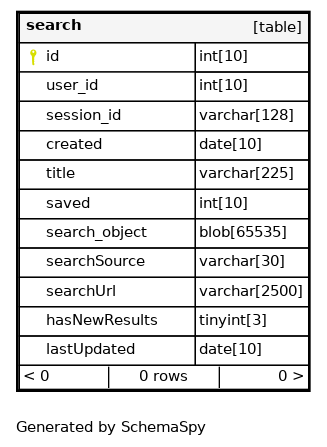 search [table]
id int[10]
user_id int[10]
session_id varchar[128]
created date[10]
title varchar[225]
saved int[10]
search_object blob[65535]
searchSource varchar[30]
searchUrl varchar[2500]
hasNewResults tinyint[3]
lastUpdated date[10]
< 0 0 rows 0 >
Generated by SchemaSpy